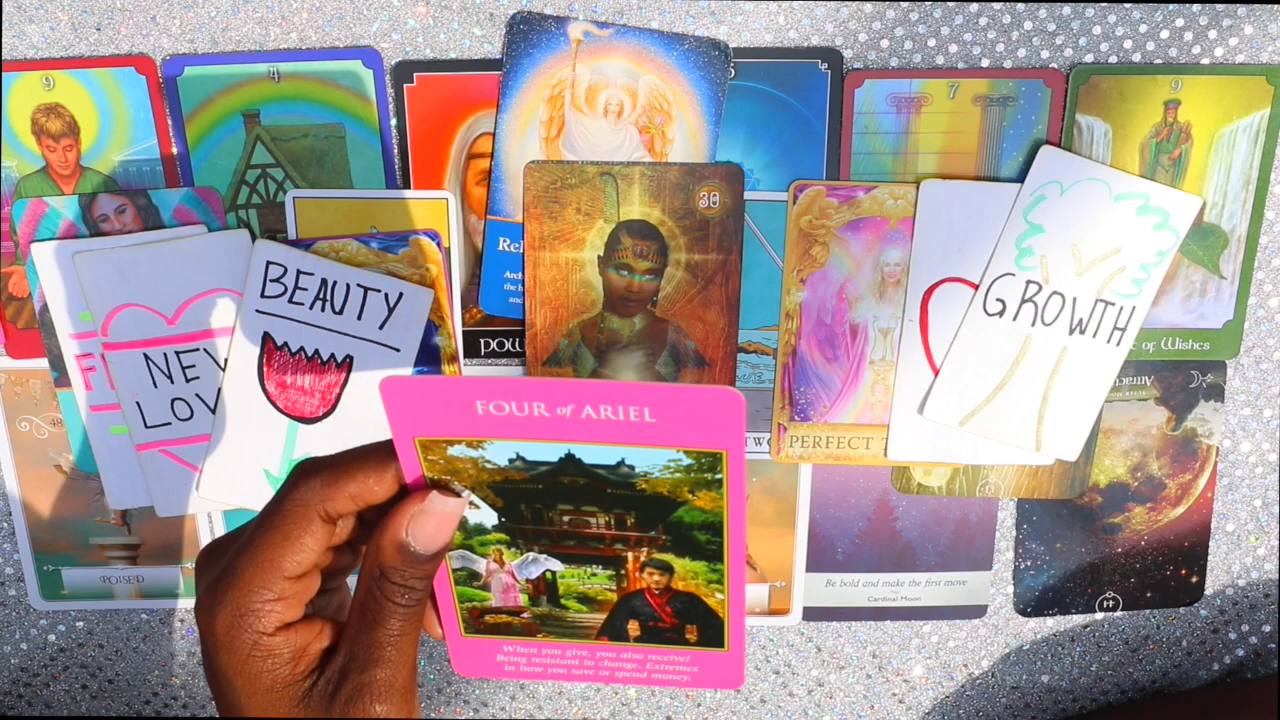 9
4
7
9
30
of Wishes
BEAUTY
GROWTH
NEW
LOV
POW
PERFECT
48
POISED
FOUR of ARIEL
When you give, you also receive!
Being resistant to change. Extremes
in how you save or spend money.
Be bold and make the first move
Cardinal Moon